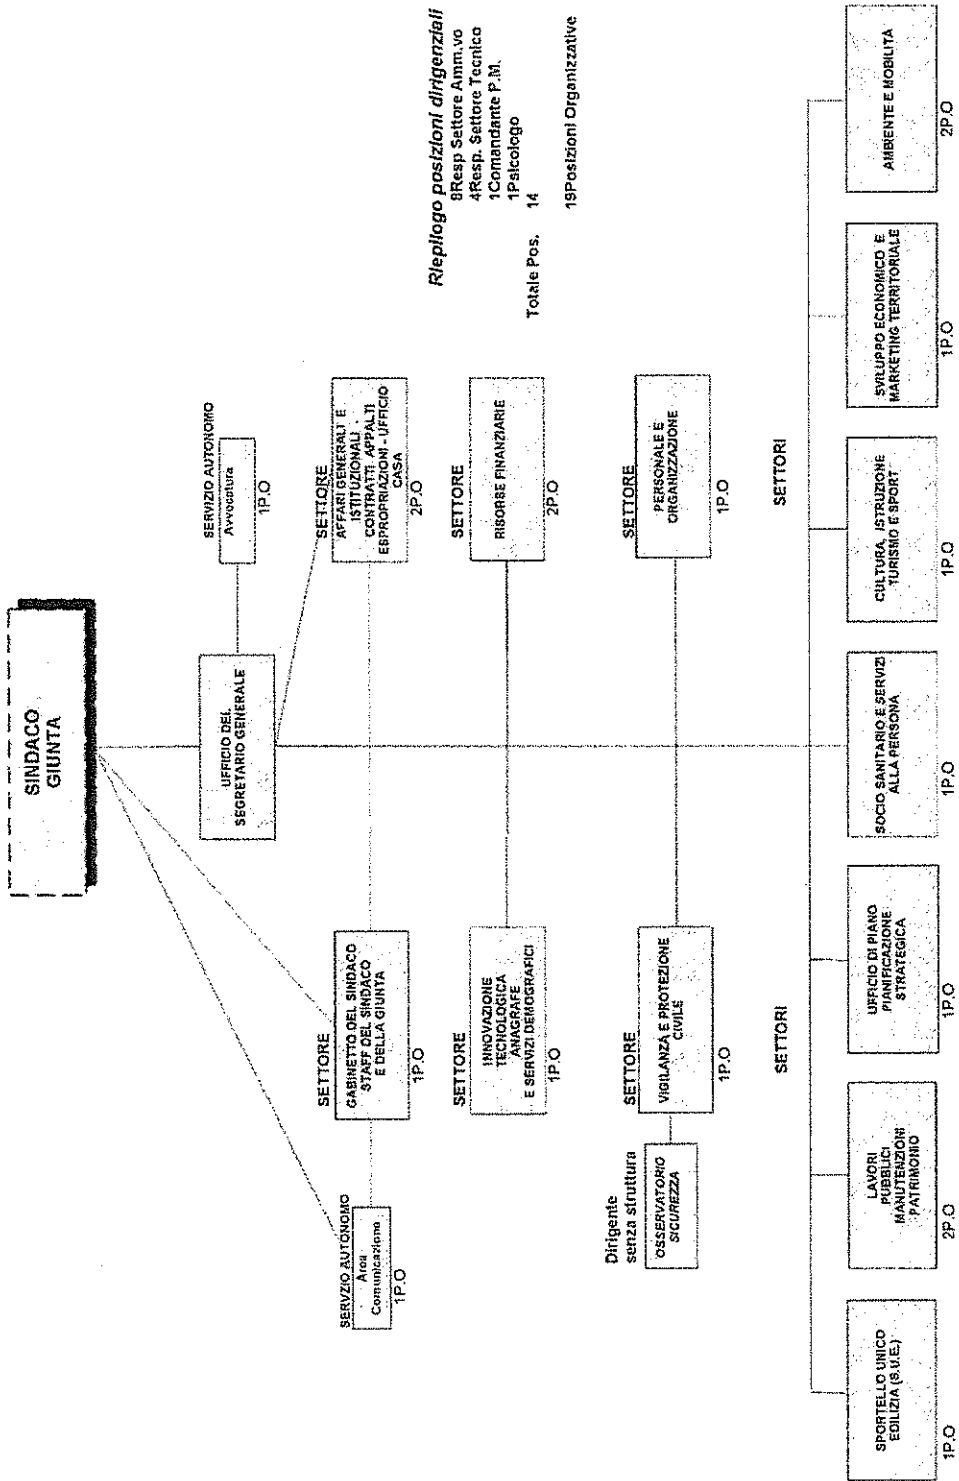 SINDACO
GIUNTA
UFFICIO DEL
SEGRETARIO GENERALE
SERVIZIO AUTONOMO
Avvocatura
1P.O
SERVZIO AUTONOMO
Area
Comunicazione
1P.O
SETTORE
GABINETTO DEL SINDACO
STAFF DEL SINDACO
E DELLA GIUNTA
1P.O
SETTORE
AFFARI GENERALI E
ISTITUZIONALI -
CONTRATTI APPALTI
ESPROPRIAZIONI - UFFICIO
CASA
2P.O
Riepilogo posizioni dirigenziali
8Resp Settore Amm.vo
4Resp. Settore Tecnico
1Comandante P.M.
1Psicologo
Totale Pos. 14
19Posizioni Organizzative
SETTORE
INNOVAZIONE
TECNOLOGICA
ANAGRAFE
E SERVIZI DEMOGRAFICI
1P.O
SETTORE
RISORSE FINANZIARIE
2P.O
Dirigente
senza struttura
OSSERVATORIO
SICUREZZA
SETTORE
VIGILANZA E PROTEZIONE
CIVILE
1P.O
SETTORE
PERSONALE E
ORGANIZZAZIONE
1P.O
SETTORI
SETTORI
SPORTELLO UNICO
EDILIZIA (S.U.E.)
1P.O
LAVORI
PUBBLICI
MANUTENZIONI
PATRIMONIO
2P.O
UFFICIO DI PIANO
PIANIFICAZIONE
STRATEGICA
1P.O
SOCIO SANITARIO E SERVIZI
ALLA PERSONA
1P.O
CULTURA, ISTRUZIONE
TURISMO E SPORT
1P.O
SVILUPPO ECONOMICO E
MARKETING TERRITORIALE
1P.O
AMBIENTE E MOBILITÀ
2P.O